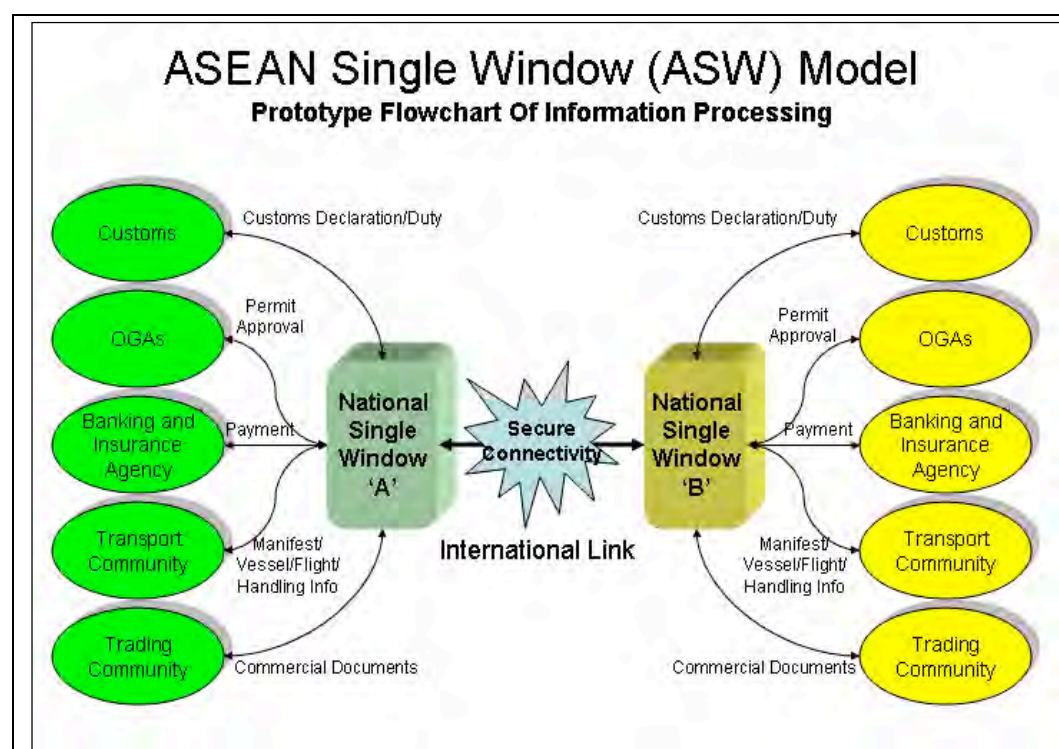 ASEAN Single Window (ASW) Model
Prototype Flowchart Of Information Processing
Customs
Customs Declaration/Duty
OGAs
Permit
Approval
Banking and
Insurance
Agency
Payment
Transport
Community
Manifest/
Vessel/Flight/
Handling Info
Trading
Community
Commercial Documents
National
Single
Window
'A'
Secure
Connectivity
International Link
National
Single
Window
'B'
Customs Declaration/Duty
Customs
Permit
Approval
OGAs
Payment
Banking and
Insurance
Agency
Manifest/
Vessel/Flight/
Handling Info
Transport
Community
Commercial Documents
Trading
Community